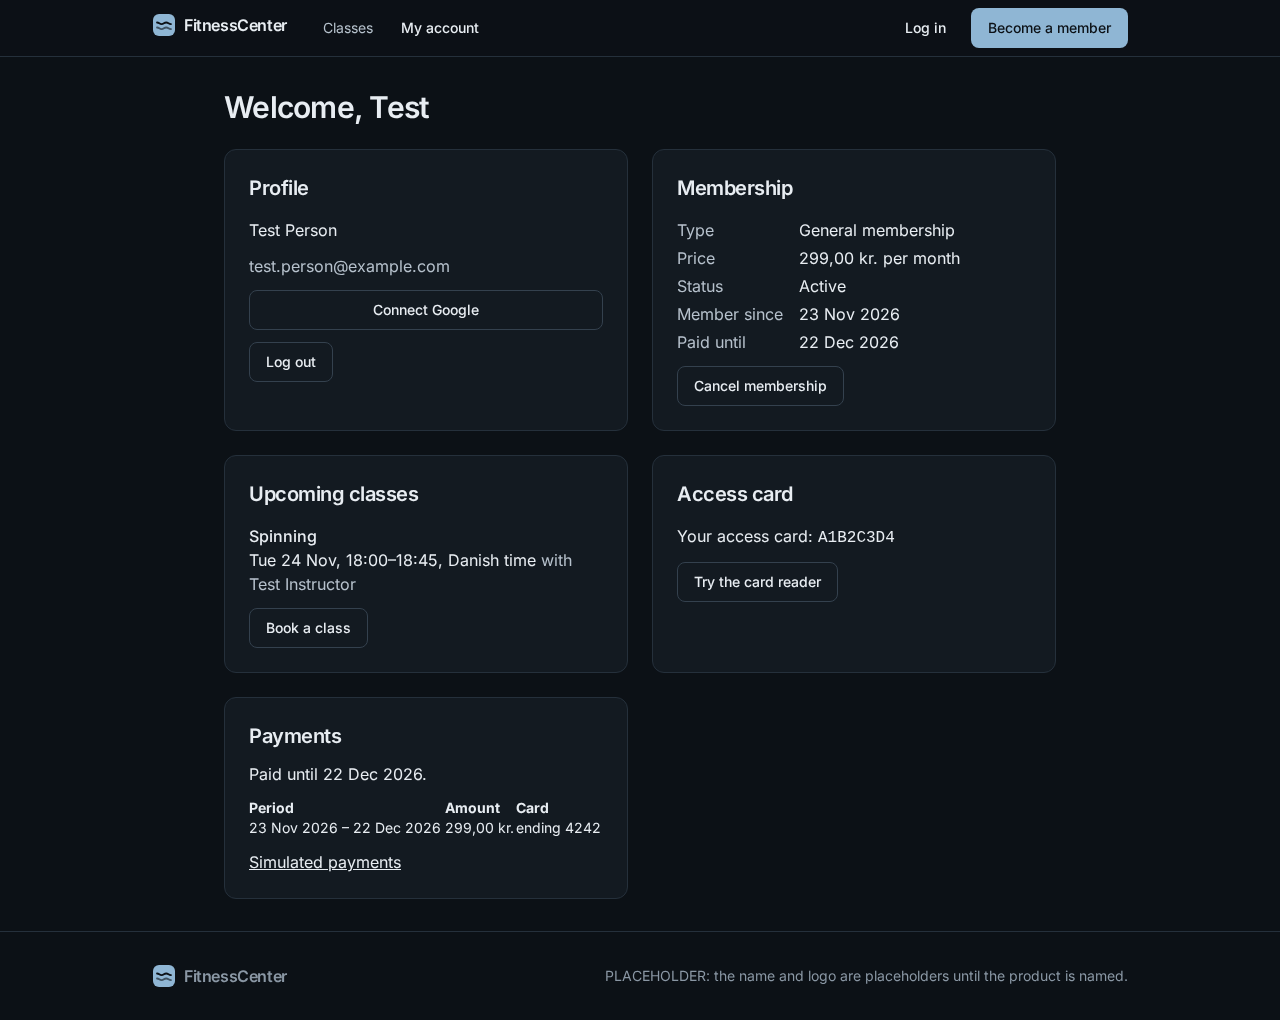 FitnessCenter
Classes
My account
Log in
Become a member
Welcome, Test
Profile
Test Person
test.person@example.com
Connect Google
Log out
Membership
Type General membership
Price 299,00 kr. per month
Status Active
Member since 23 Nov 2026
Paid until 22 Dec 2026
Cancel membership
Upcoming classes
Spinning
Tue 24 Nov, 18:00–18:45, Danish time with
Test Instructor
Book a class
Access card
Your access card: A1B2C3D4
Try the card reader
Payments
Paid until 22 Dec 2026.
Period Amount Card
23 Nov 2026 – 22 Dec 2026 299,00 kr. ending 4242
Simulated payments
FitnessCenter
PLACEHOLDER: the name and logo are placeholders until the product is named.